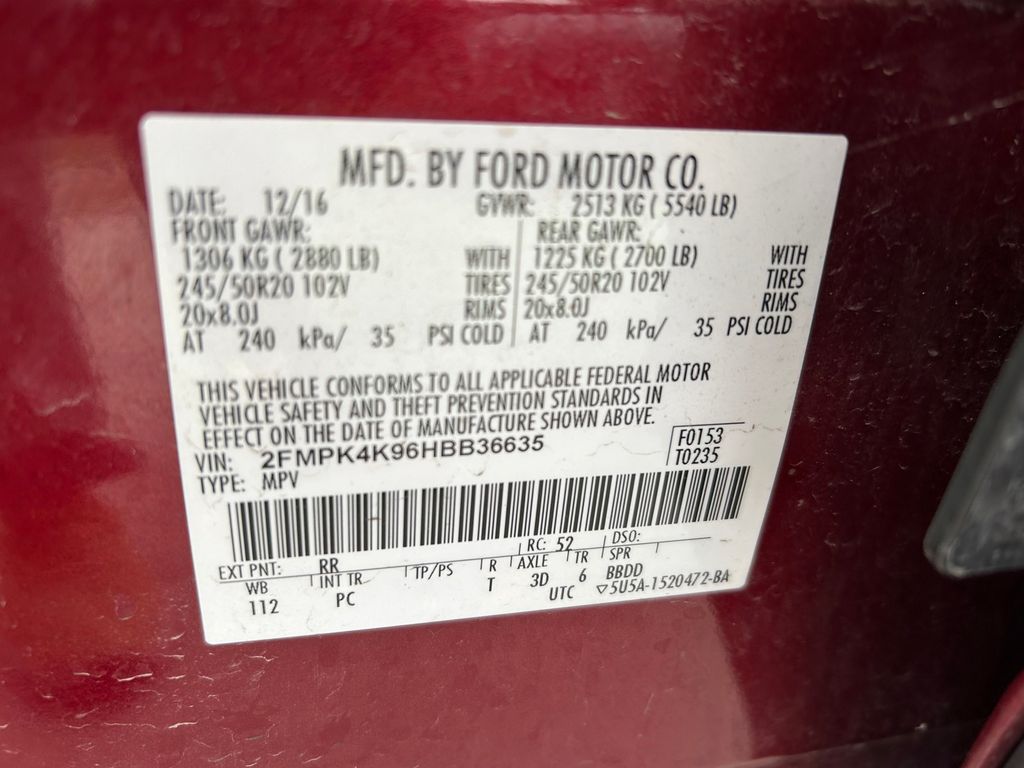 MFD. BY FORD MOTOR CO.
DATE: 12/16 GVWR: 2513 KG ( 5540 LB)
FRONT GAWR: REAR GAWR:
1306 KG ( 2880 LB) WITH 1225 KG ( 2700 LB) WITH
245/50R20 102V TIRES 245/50R20 102V TIRES
20x8.0J RIMS 20x8.0J RIMS
AT 240 kPa/ 35 PSI COLD AT 240 kPa/ 35 PSI COLD
THIS VEHICLE CONFORMS TO ALL APPLICABLE FEDERAL MOTOR
VEHICLE SAFETY AND THEFT PREVENTION STANDARDS IN
EFFECT ON THE DATE OF MANUFACTURE SHOWN ABOVE.
VIN: 2FMPK4K96HBB36635 F0153
TYPE: MPV T0235
EXT PNT: RR RC: 52 DSO:
WB INT TR TP/PS R AXLE TR SPR
112 PC T 3D 6 BBDD
UTC ▽5U5A-1520472-BA